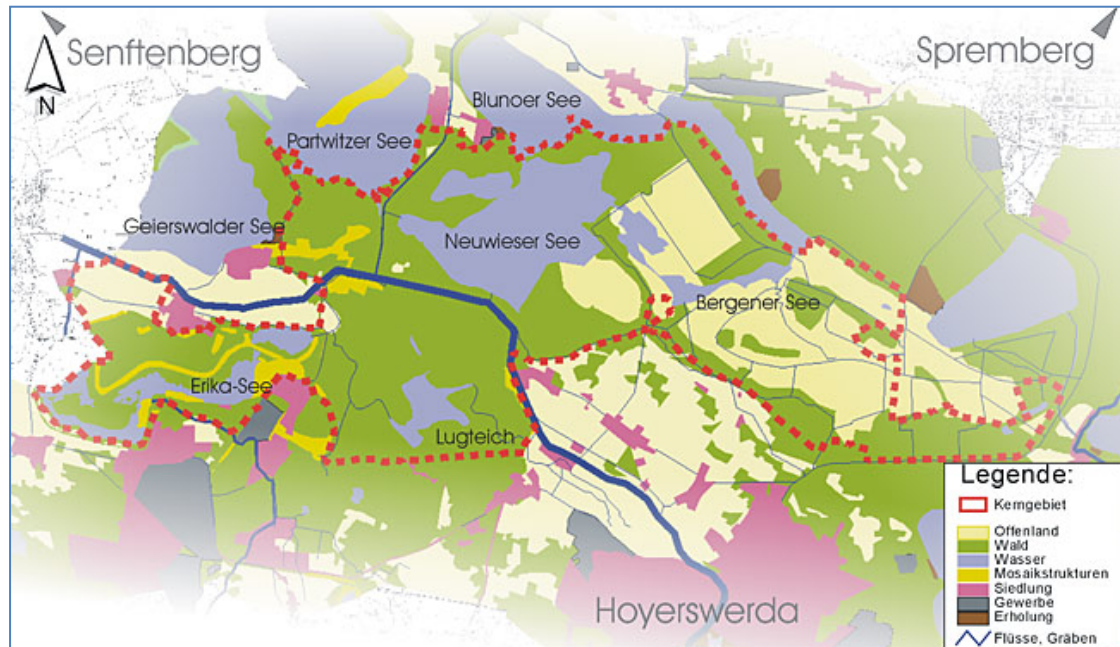 Senftenberg
Spremberg
N
Blunoer See
Partwitzer See
Geierswalder See
Neuwieser See
Bergener See
Erika-See
Lugteich
Hoyerswerda
Legende:
Kerngebiet
Offenland
Wald
Wasser
Mosaikstrukturen
Siedlung
Gewerbe
Erholung
Flüsse, Gräben